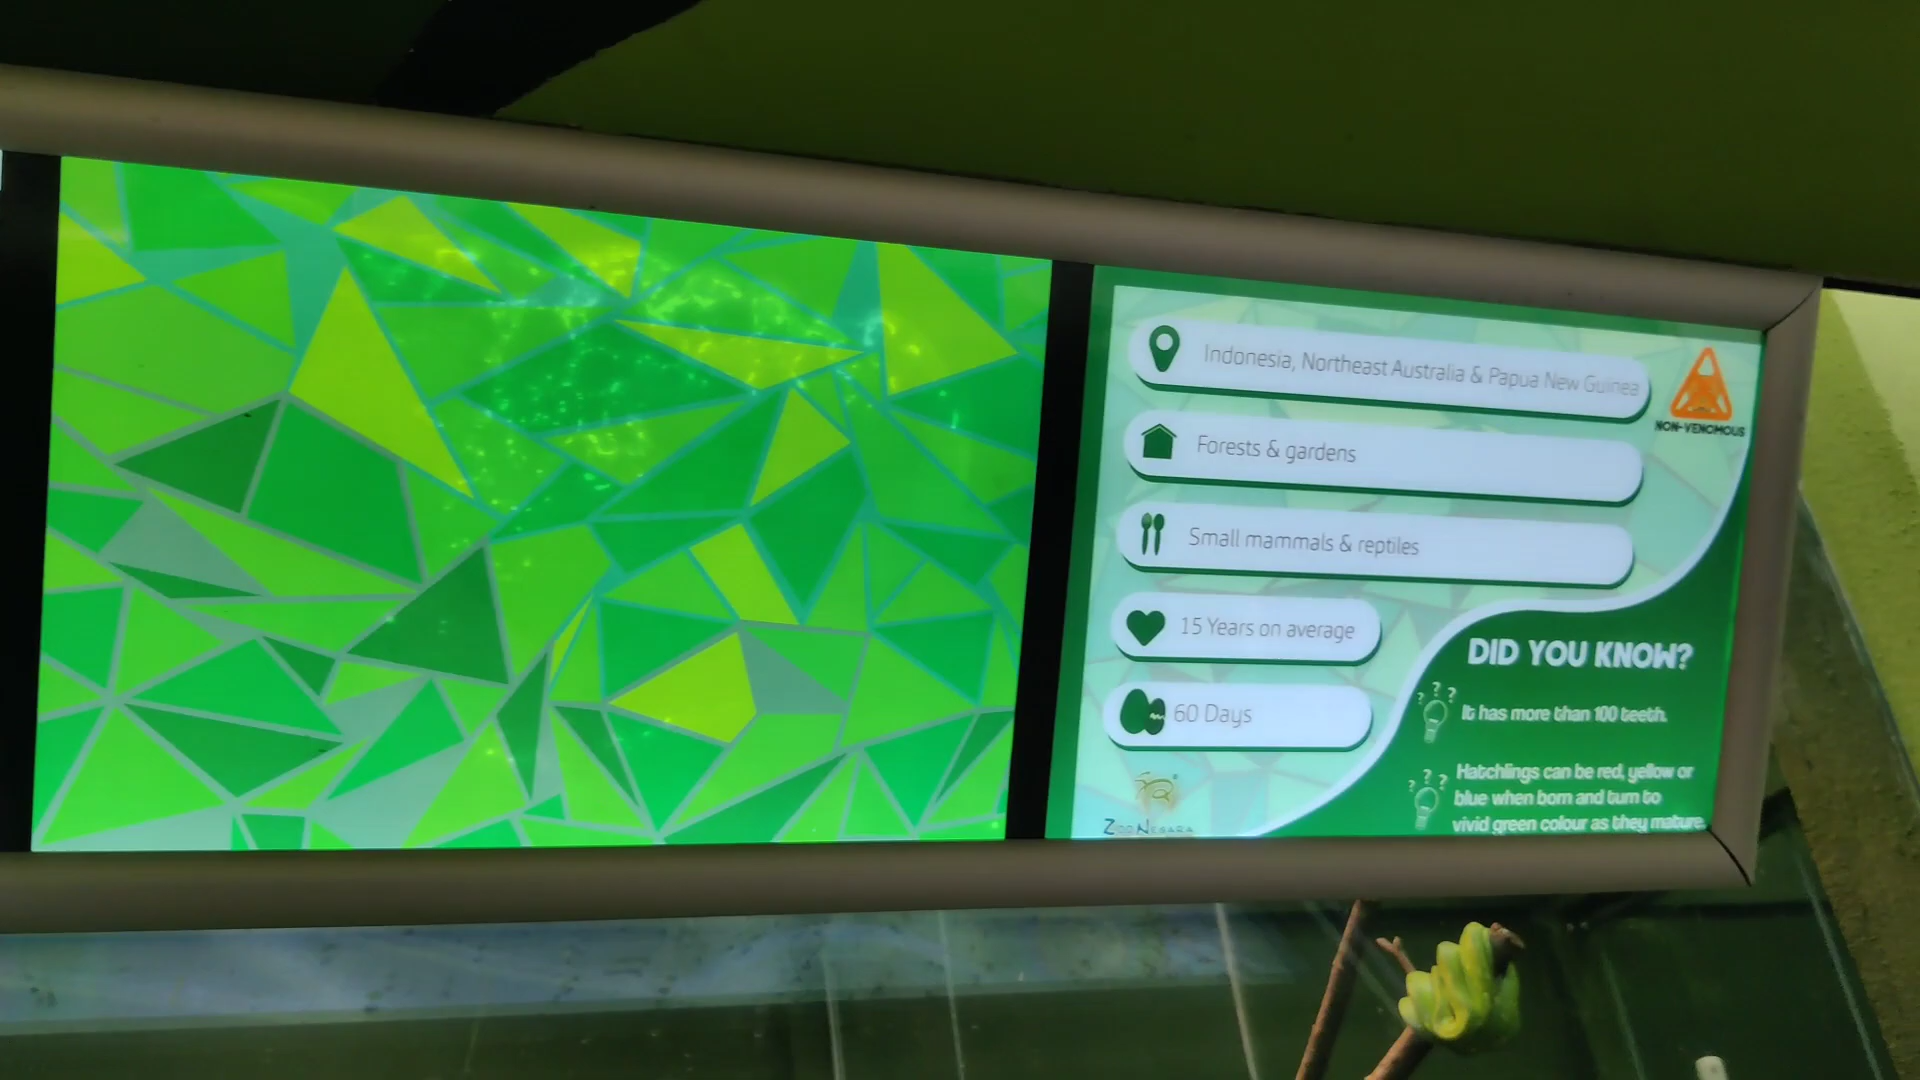 Indonesia, Northeast Australia & Papua New Guinea
NON-VENOMOUS
Forests & gardens
Small mammals & reptiles
15 Years on average
60 Days
DID YOU KNOW?
It has more than 100 teeth.
Hatchlings can be red, yellow or
blue when born and turn to
vivid green colour as they mature.
ZOO NEGARA